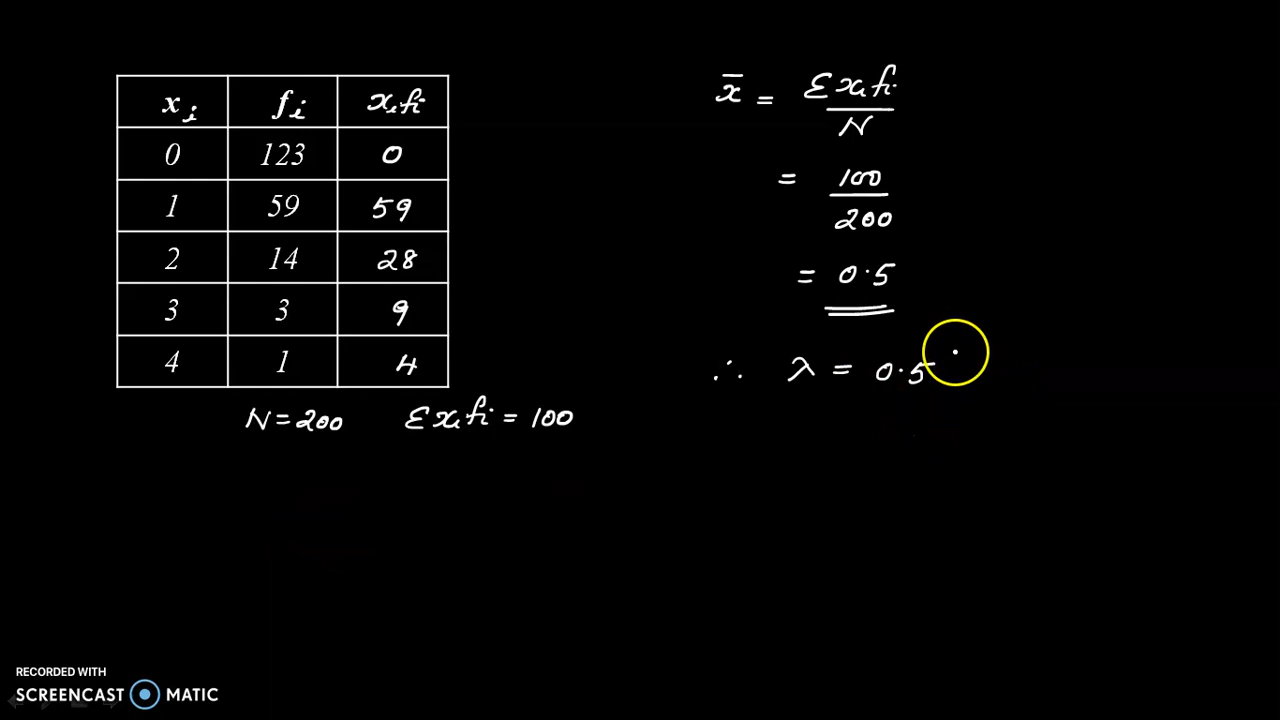 xi fi xifi
0 123 0
1 59 59
2 14 28
3 3 9
4 1 4
N = 200 Σxifi = 100
x̄ = Σxifi / N
= 100 / 200
= 0.5
∴ λ = 0.5
RECORDED WITH
SCREENCAST MATIC